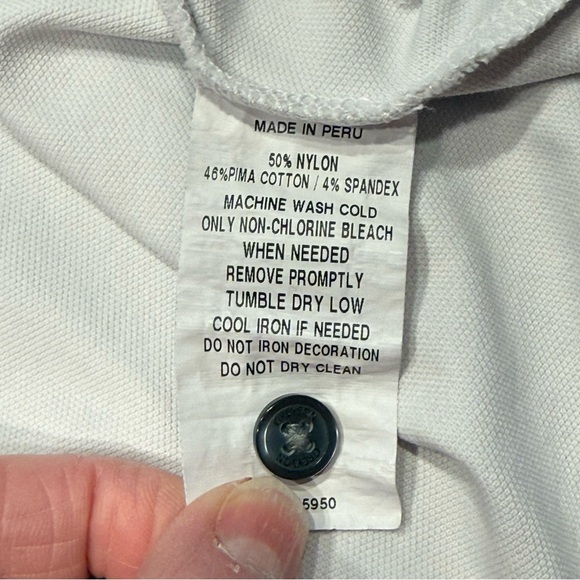 MADE IN PERU
50% NYLON
46%PIMA COTTON / 4% SPANDEX
MACHINE WASH COLD
ONLY NON-CHLORINE BLEACH
WHEN NEEDED
REMOVE PROMPTLY
TUMBLE DRY LOW
COOL IRON IF NEEDED
DO NOT IRON DECORATION
DO NOT DRY CLEAN
5950